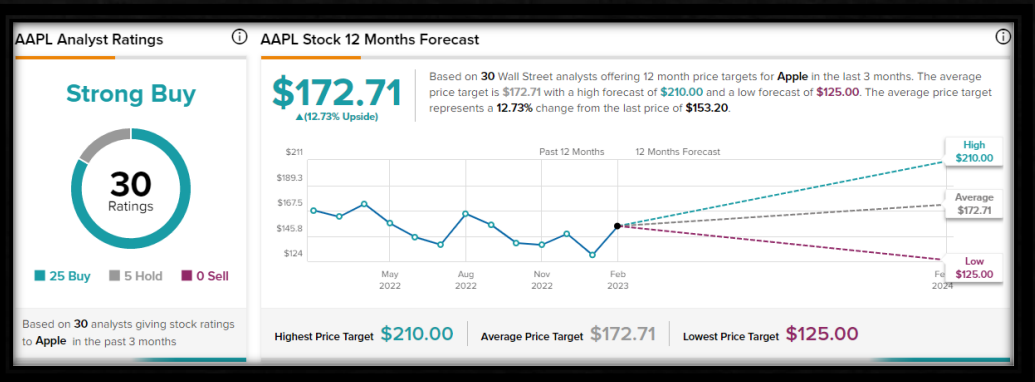 AAPL Analyst Ratings
Strong Buy
30
Ratings
25 Buy 5 Hold 0 Sell
Based on 30 analysts giving stock ratings
to Apple in the past 3 months
AAPL Stock 12 Months Forecast
$172.71
▲(12.73% Upside)
Based on 30 Wall Street analysts offering 12 month price targets for Apple in the last 3 months. The average
price target is $172.71 with a high forecast of $210.00 and a low forecast of $125.00. The average price target
represents a 12.73% change from the last price of $153.20.
Past 12 Months 12 Months Forecast
$211
$189.3
$167.5
$145.8
$124
High
$210.00
Average
$172.71
Low
$125.00
May
2022
Aug
2022
Nov
2022
Feb
2023
Fe
2024
Highest Price Target $210.00 Average Price Target $172.71 Lowest Price Target $125.00